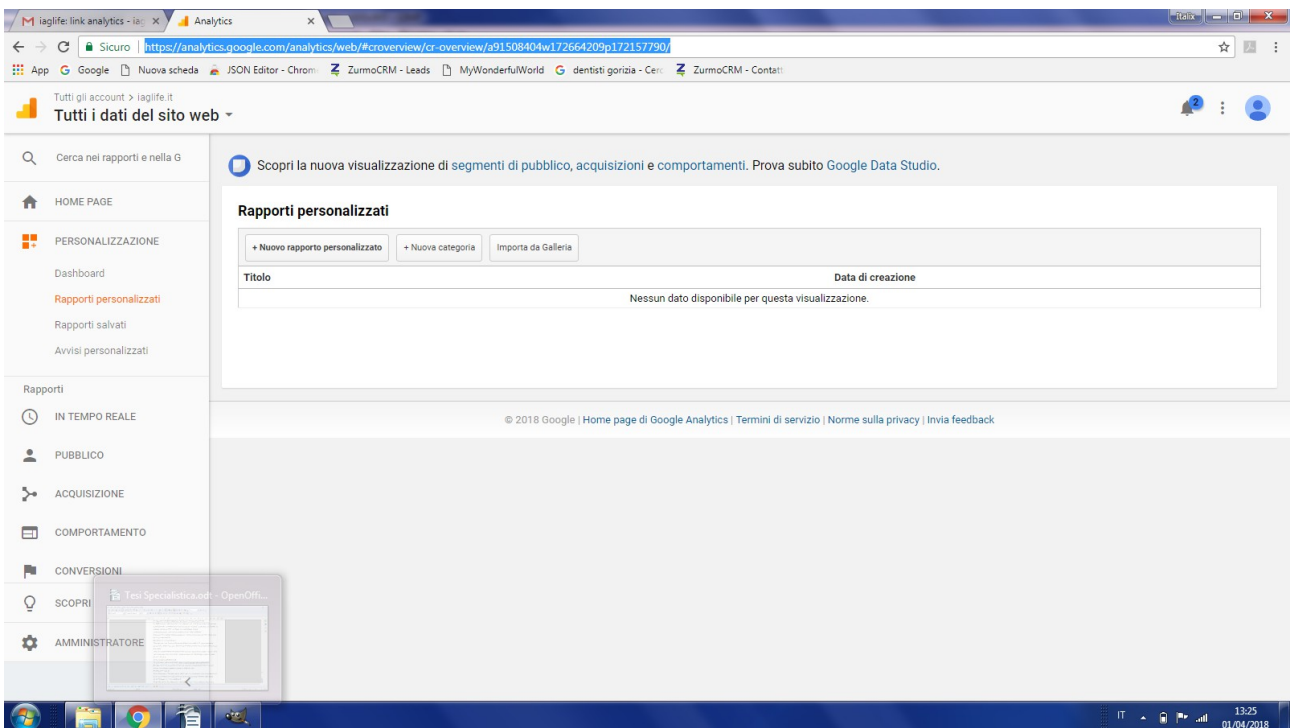 iaglife: link analytics - iag
Analytics
Italix
Sicuro
https://analytics.google.com/analytics/web/#croverview/cr-overview/a91508404w172664209p172157790/
App
Google
Nuova scheda
JSON Editor - Chrom
ZurmoCRM - Leads
MyWonderfulWorld
dentisti gorizia - Cerc
ZurmoCRM - Contatt
Tutti gli account > iaglife.it
Tutti i dati del sito web
2
Cerca nei rapporti e nella G
HOME PAGE
PERSONALIZZAZIONE
Dashboard
Rapporti personalizzati
Rapporti salvati
Avvisi personalizzati
Rapporti
IN TEMPO REALE
PUBBLICO
ACQUISIZIONE
COMPORTAMENTO
CONVERSIONI
SCOPRI
AMMINISTRATORE
Scopri la nuova visualizzazione di segmenti di pubblico, acquisizioni e comportamenti. Prova subito Google Data Studio.
Rapporti personalizzati
+ Nuovo rapporto personalizzato
+ Nuova categoria
Importa da Galleria
Titolo
Data di creazione
Nessun dato disponibile per questa visualizzazione.
© 2018 Google | Home page di Google Analytics | Termini di servizio | Norme sulla privacy | Invia feedback
Tesi Specialistica.odt - OpenOffi...
IT
13:25
01/04/2018